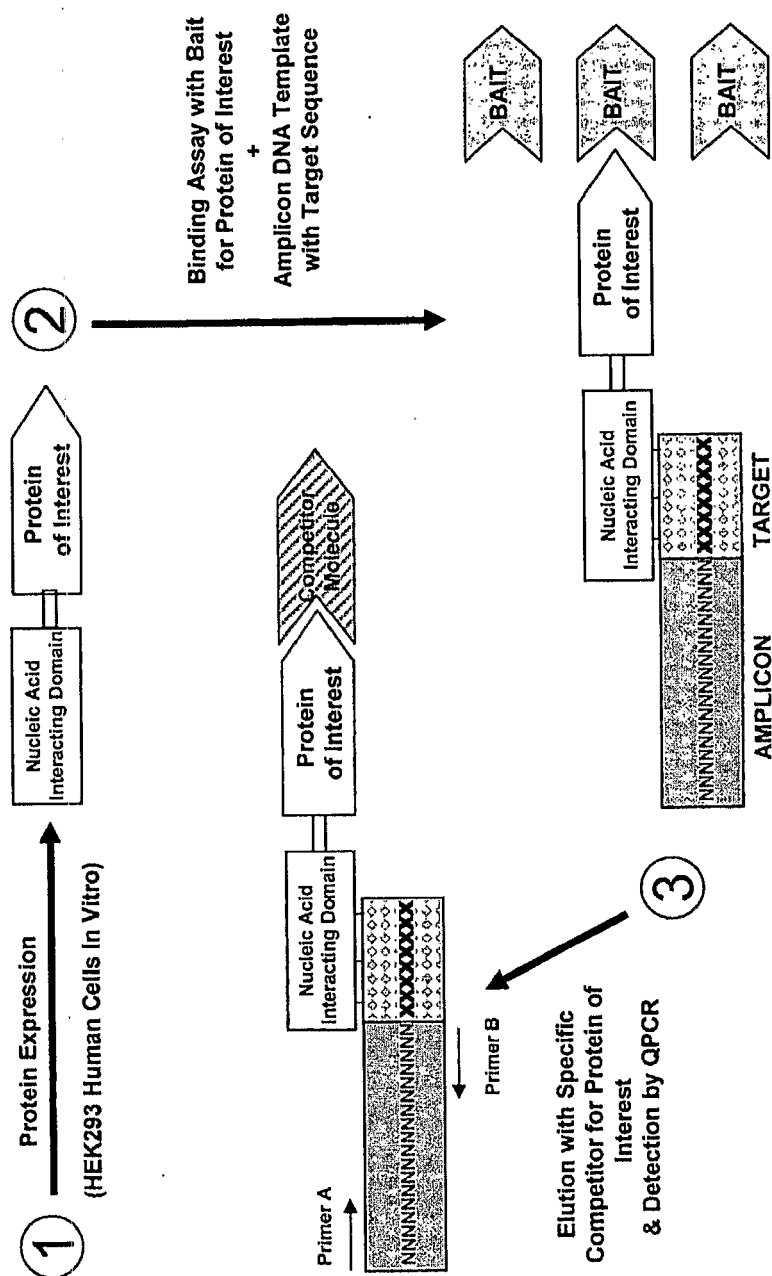 1
Protein Expression
(HEK293 Human Cells In Vitro)
Nucleic Acid
Interacting Domain
Protein
of Interest
2
Binding Assay with Bait
for Protein of Interest
+
Amplicon DNA Template
with Target Sequence
BAIT
BAIT
BAIT
Protein
of Interest
Nucleic Acid
Interacting Domain
NNNNNNNNNNNNNNNNNXXXXXXX
AMPLICON
TARGET
3
Elution with Specific
Competitor for Protein of
Interest
& Detection by QPCR
Competitor
Molecule
Protein
of Interest
Nucleic Acid
Interacting Domain
NNNNNNNNNNNNNNNNNXXXXXXX
Primer A
Primer B